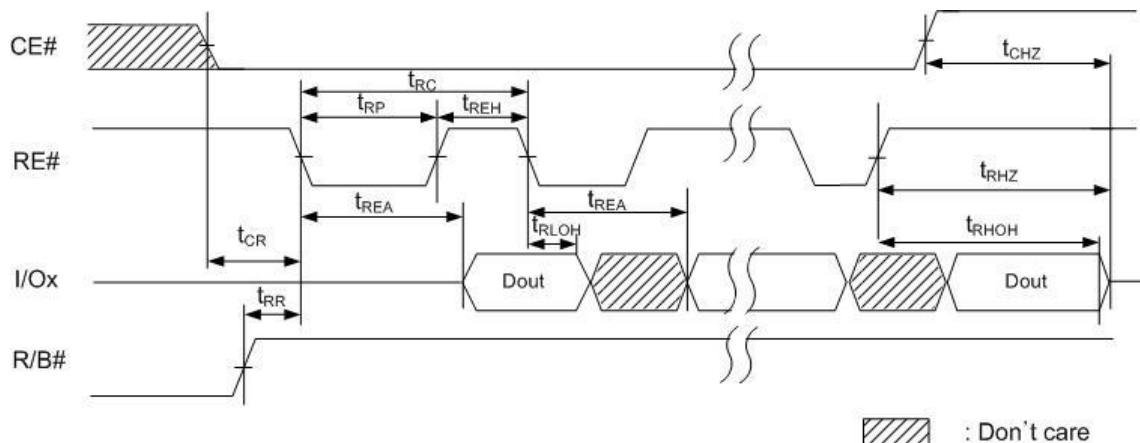 CE#
tCHZ
tRC
tRP
tREH
RE#
tREA
tREA
tRHZ
tCR
tRLOH
tRHOH
I/Ox
Dout
Dout
tRR
R/B#
: Don`t care